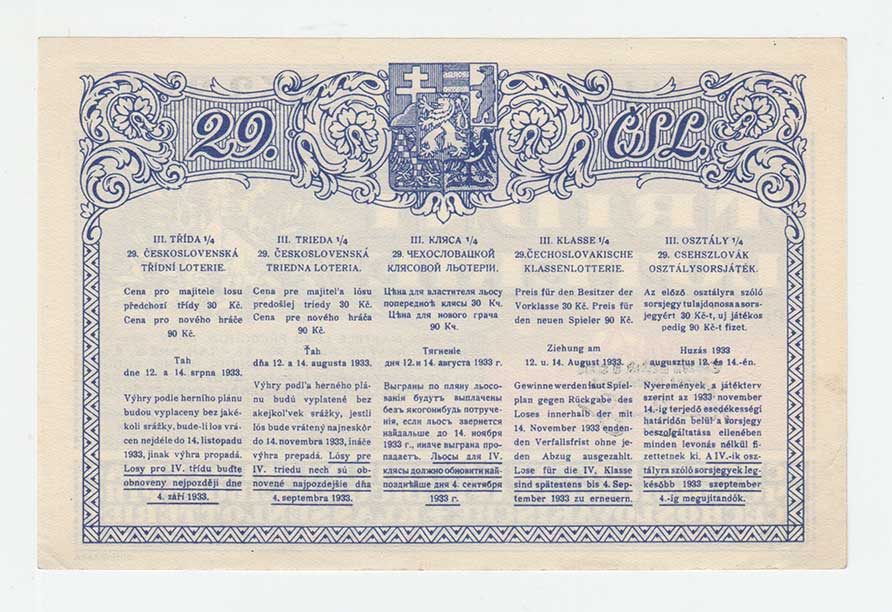 29.
ČSL.
III. TŘÍDA 1/4
29. ČESKOSLOVENSKÁ
TŘÍDNÍ LOTERIE.
Cena pro majitele losu
předchozí třídy 30 Kč.
Cena pro nového hráče
90 Kč.
Tah
dne 12. a 14. srpna 1933.
Výhry podle herního plánu
budou vyplaceny bez jaké-
koli srážky, bude-li los vrá-
cen nejdéle do 14. listopadu
1933, jinak výhra propadá.
Losy pro IV. třídu buďte
obnoveny nejpozději dne
4. září 1933.
III. TRIEDA 1/4
29. ČESKOSLOVENSKÁ
TRIEDNA LOTERIA.
Cena pre majiteľa losu
predošlej triedy 30 Kč.
Cena pre nového hráča
90 Kč.
Ťah
dňa 12. a 14. augusta 1933.
Výhry podľa herného plá-
nu budú vyplatené bez
akejkoľvek srážky, jestli
lós bude vrátený najneskôr
do 14. novembra 1933, ináče
výhra prepadá. Lósy pre
IV. triedu nech sú ob-
novené najpozdejšie dňa
4. septembra 1933.
III. КЛЯСА 1/4
29. ЧЕХОСЛОВАЦКОЙ
КЛЯСОВОЙ ЛЬОТЕРІИ.
Цѣна для властителя льосу
попередноѣ клясы 30 Кч.
Цѣна для нового грача
90 Кч.
Тягненіе
дня 12. и 14. августа 1933 г.
Выграны по пляну льосо-
вання будуть выплачены
безъ якогонибудь потруче-
нія, если льосъ звернется
найдальше до 14. ноября
1933 г., иначе выграна про-
падаетъ. Льосы для IV.
клясы должно обновити най-
позднѣйше дня 4. сентября
1933 г.
III. KLASSE 1/4
29. ČECHOSLOVAKISCHE
KLASSENLOTTERIE.
Preis für den Besitzer der
Vorklasse 30 Kč. Preis für
den neuen Spieler 90 Kč.
Ziehung am
12. u. 14. August 1933.
Gewinne werden laut Spiel-
plan gegen Rückgabe des
Loses innerhalb der mit
14. November 1933 enden-
den Verfallsfrist ohne je-
den Abzug ausgezahlt.
Lose für die IV. Klasse
sind spätestens bis 4. Sep-
tember 1933 zu erneuern.
III. OSZTÁLY 1/4
29. CSEHSZLOVÁK
OSZTÁLYSORSJÁTÉK.
Az előző osztályra szóló
sorsjegy tulajdonosa a sors-
jegyért 30 Kč-t, uj játékos
pedig 90 Kč-t fizet.
Huzás 1933
augusztus 12. és 14.-én.
Nyeremények a játékterv
szerint az 1933 november
14.-ig terjedő esedékességi
határidőn belül a sorsjegy
beszolgáltatása ellenében
minden levonás nélkül fi-
zettetnek ki. A IV.-ik osz-
tályra szóló sorsjegyek leg-
később 1933 szeptember
4.-ig megujítandók.